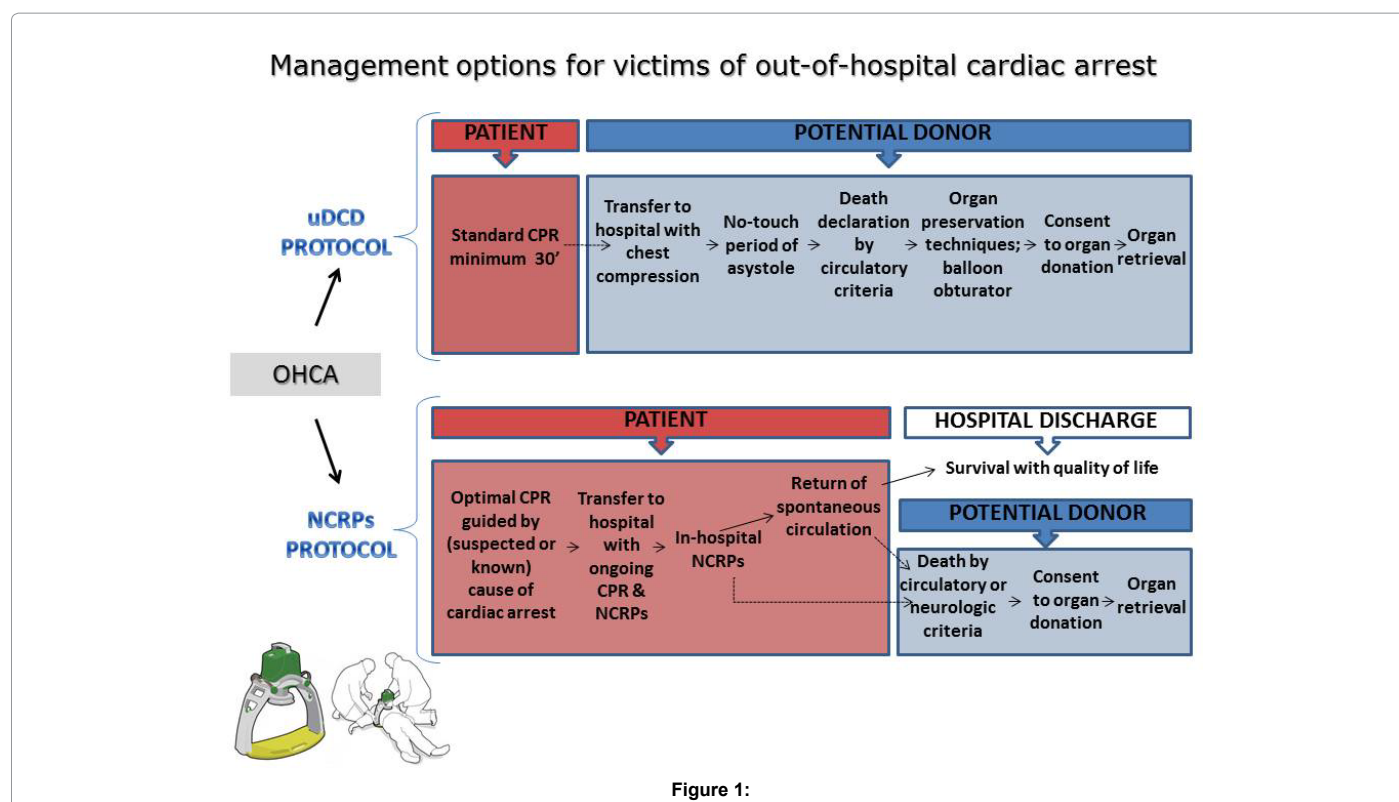 Management options for victims of out-of-hospital cardiac arrest
PATIENT
POTENTIAL DONOR
uDCD
PROTOCOL
Standard CPR
minimum 30’
Transfer to
hospital with
chest
compression
No-touch
period of
asystole
Death
declaration
by
circulatory
criteria
Organ
preservation
techniques;
balloon
obturator
Consent
to organ
donation
Organ
retrieval
OHCA
PATIENT
HOSPITAL DISCHARGE
Survival with quality of life
NCRPs
PROTOCOL
Optimal CPR
guided by
(suspected or
known)
cause of
cardiac arrest
Transfer to
hospital
with
ongoing
CPR &
NCRPs
In-hospital
NCRPs
Return of
spontaneous
circulation
POTENTIAL DONOR
Death by
circulatory or
neurologic
criteria
Consent
to organ
donation
Organ
retrieval
Figure 1: